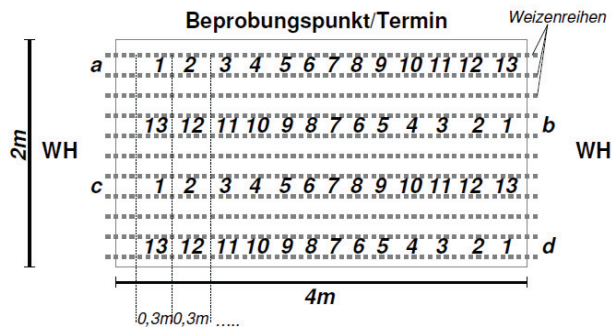 Beprobungspunkt/Termin
Weizenreihen
a 1 2 3 4 5 6 7 8 9 10 11 12 13
13 12 11 10 9 8 7 6 5 4 3 2 1 b
2m WH WH
c 1 2 3 4 5 6 7 8 9 10 11 12 13
13 12 11 10 9 8 7 6 5 4 3 2 1 d
4m
0,3m 0,3m .....